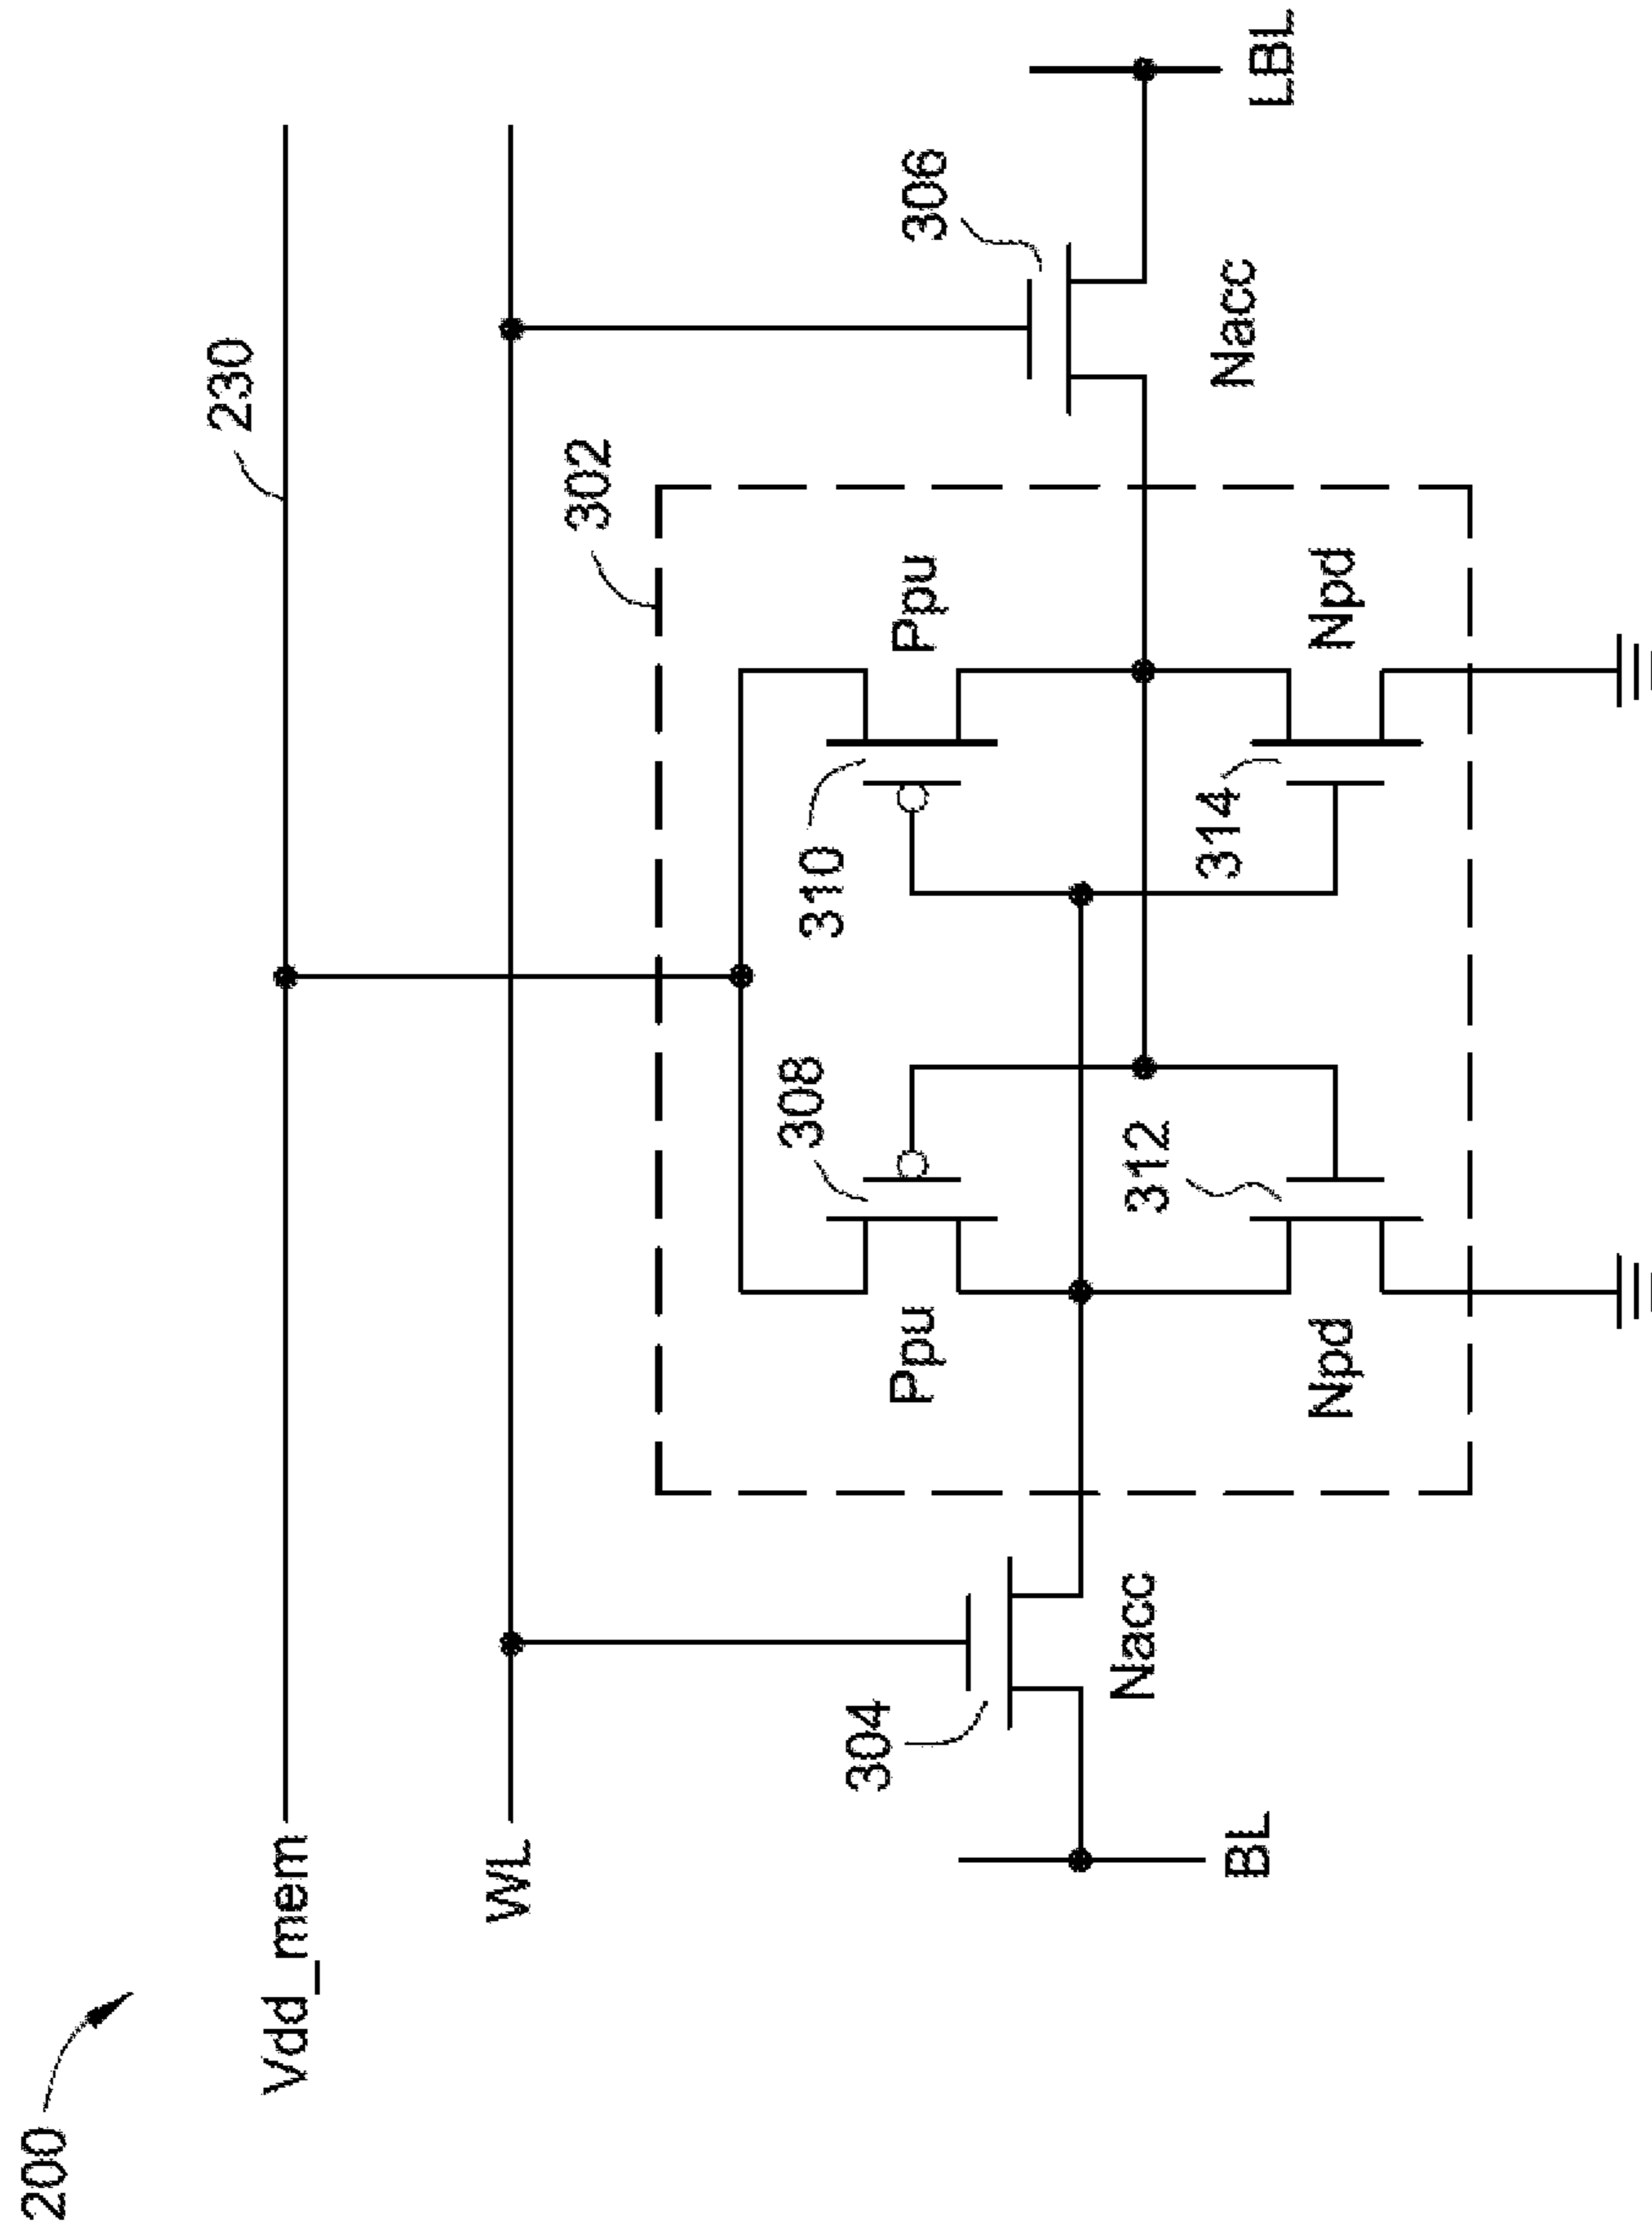 200
Vdd_mem
230
WL
302
304
306
308
310
Ppu
Ppu
Nacc
Nacc
312
314
BL
LBL
Npd
Npd